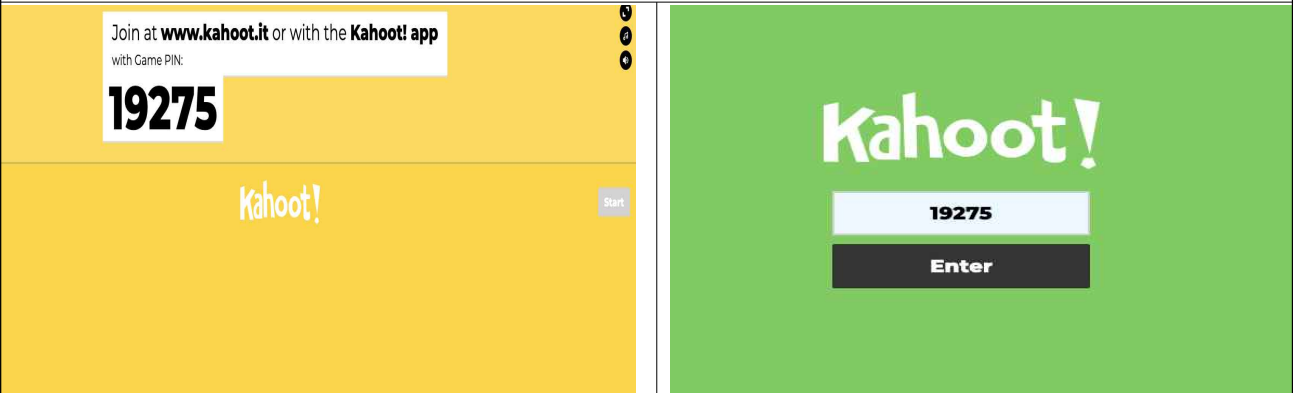 Join at www.kahoot.it or with the Kahoot! app
with Game PIN:
19275
Kahoot!
Start
Kahoot!
19275
Enter